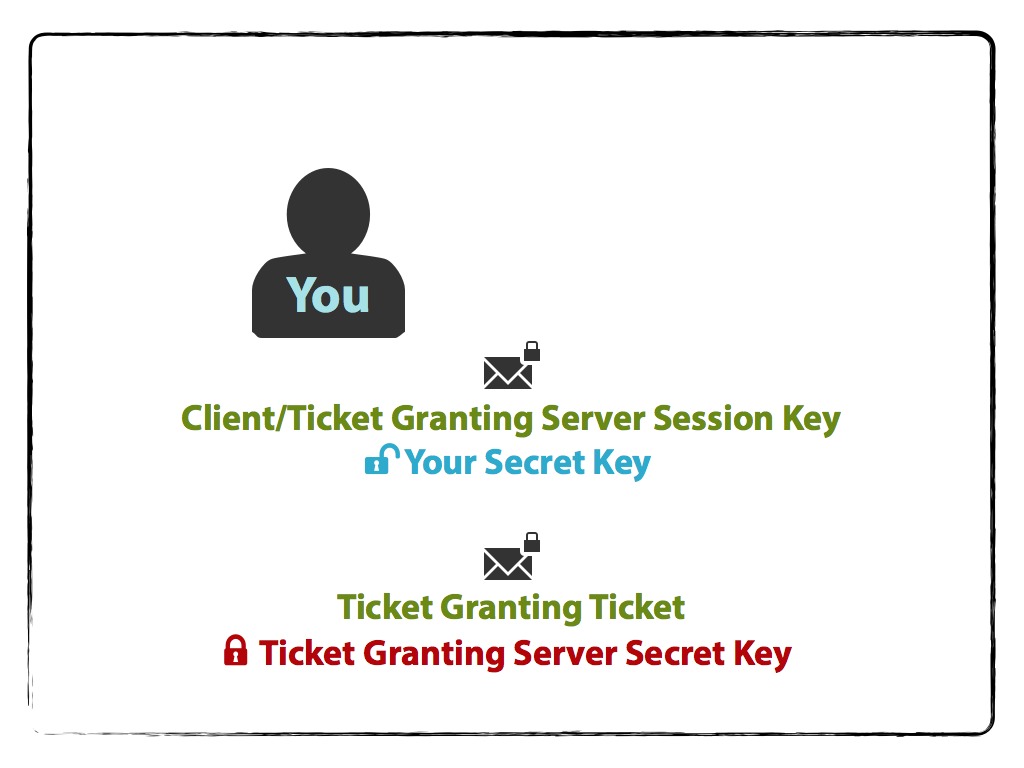 You
Client/Ticket Granting Server Session Key
Your Secret Key
Ticket Granting Ticket
Ticket Granting Server Secret Key